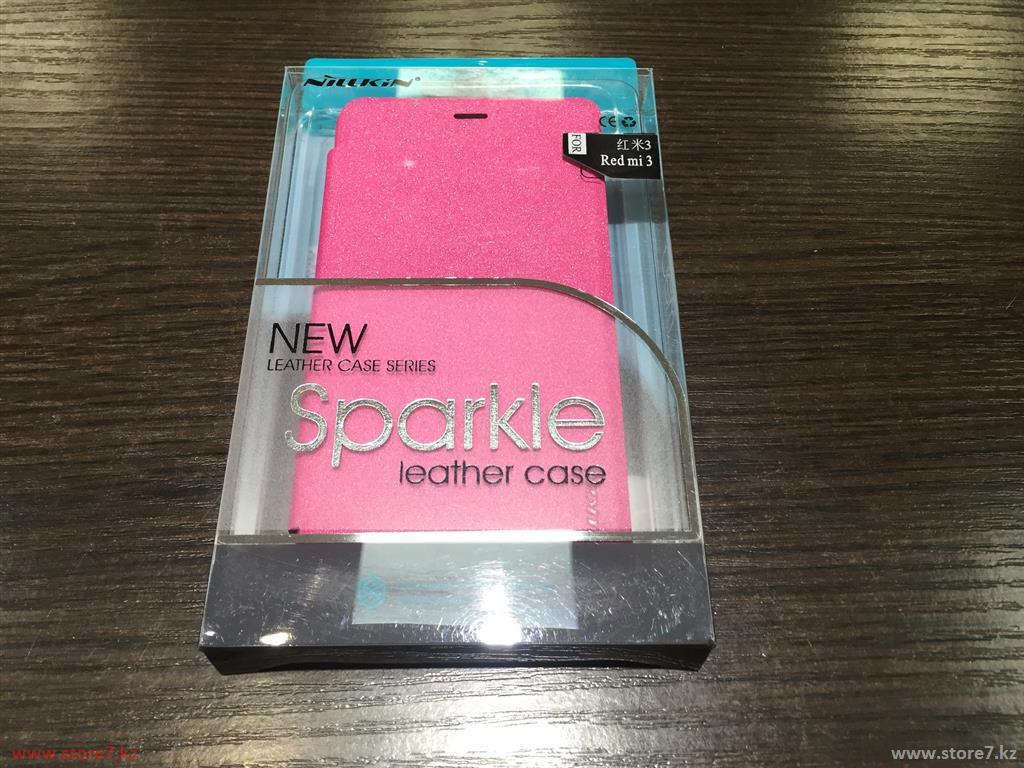 NILLKIN
CE
FOR
红米3
Red mi 3
NEW
LEATHER CASE SERIES
Sparkle
leather case
www.store7.kz
www.store7.kz